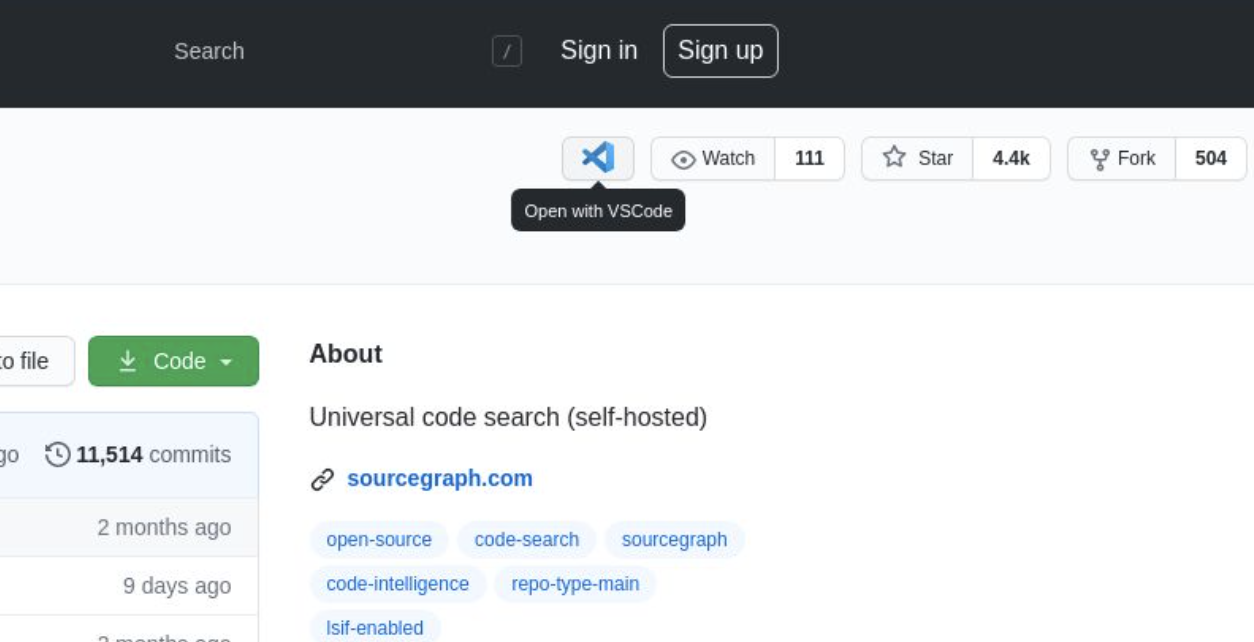 Search / Sign in Sign up
Watch 111 Star 4.4k Fork 504
Open with VSCode
to file Code
About
Universal code search (self-hosted)
go 11,514 commits
sourcegraph.com
2 months ago
open-source code-search sourcegraph
9 days ago
code-intelligence repo-type-main
lsif-enabled
months ago